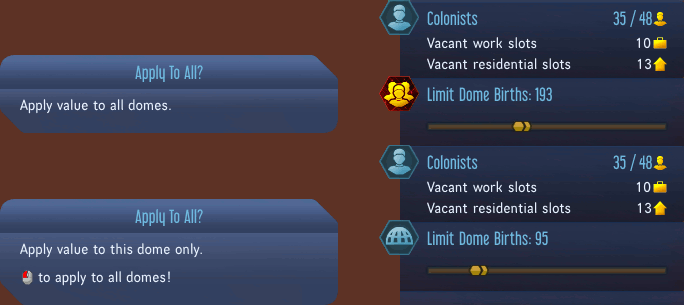 Colonists 35 / 48
Vacant work slots 10
Vacant residential slots 13
Apply To All?
Apply value to all domes.
Limit Dome Births: 193
Colonists 35 / 48
Vacant work slots 10
Vacant residential slots 13
Apply To All?
Apply value to this dome only.
to apply to all domes!
Limit Dome Births: 95